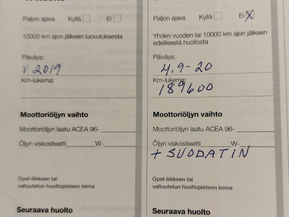 Paljon ajava Kyllä Ei X
10000 km ajon jälkeen luovutuksesta
Päiväys:
V 2019
Km-lukema:
Moottoriöljyn vaihto
Moottoriöljyn laatu ACEA 96-
Öljyn viskositeetti W-
Opel-liikkeen tai
valtuutetun huoltopisteen leima
Seuraava huolto
Paljon ajava Kyllä Ei X
Yhden vuoden tai 10000 km ajon jälkeen
edellisestä huollosta
Päiväys:
4.9-20
Km-lukema:
189600
Moottoriöljyn vaihto
Moottoriöljyn laatu ACEA 96-
Öljyn viskositeetti W-
+ SUODATIN
Opel-liikkeen tai
valtuutetun huoltopisteen leima
Seuraava huolto